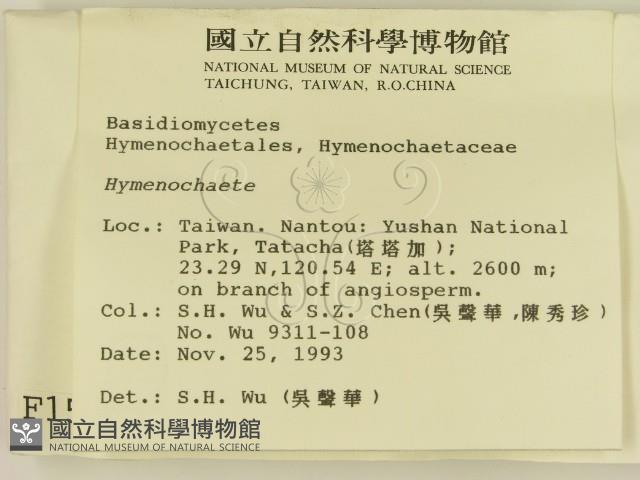 國立自然科學博物館
NATIONAL MUSEUM OF NATURAL SCIENCE
TAICHUNG, TAIWAN, R.O.CHINA
Basidiomycetes
Hymenochaetales, Hymenochaetaceae
Hymenochaete
Loc.: Taiwan. Nantou: Yushan National
Park, Tatacha(塔塔加);
23.29 N,120.54 E; alt. 2600 m;
on branch of angiosperm.
Col.: S.H. Wu & S.Z. Chen(吳聲華,陳秀珍)
No. Wu 9311-108
Date: Nov. 25, 1993
Det.: S.H. Wu (吳聲華)
國立自然科學博物館
NATIONAL MUSEUM OF NATURAL SCIENCE